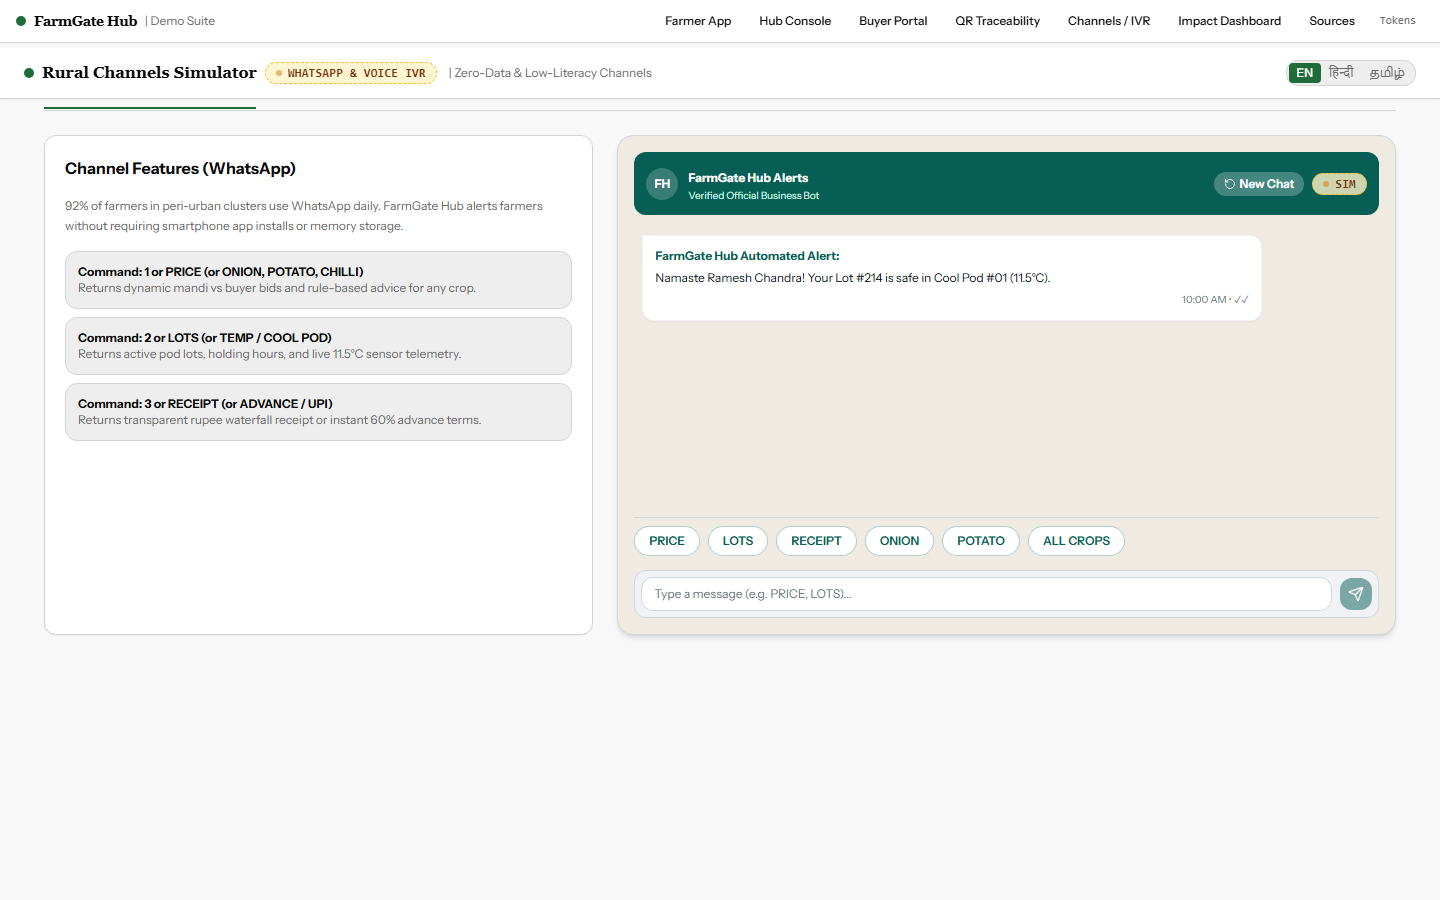 FarmGate Hub | Demo Suite
Farmer App Hub Console Buyer Portal QR Traceability Channels / IVR Impact Dashboard Sources Tokens
Rural Channels Simulator WHATSAPP & VOICE IVR | Zero-Data & Low-Literacy Channels
EN हिन्दी தமிழ்
Channel Features (WhatsApp)
92% of farmers in peri-urban clusters use WhatsApp daily. FarmGate Hub alerts farmers
without requiring smartphone app installs or memory storage.
Command: 1 or PRICE (or ONION, POTATO, CHILLI)
Returns dynamic mandi vs buyer bids and rule-based advice for any crop.
Command: 2 or LOTS (or TEMP / COOL POD)
Returns active pod lots, holding hours, and live 11.5°C sensor telemetry.
Command: 3 or RECEIPT (or ADVANCE / UPI)
Returns transparent rupee waterfall receipt or instant 60% advance terms.
FH
FarmGate Hub Alerts
Verified Official Business Bot
New Chat
SIM
FarmGate Hub Automated Alert:
Namaste Ramesh Chandra! Your Lot #214 is safe in Cool Pod #01 (11.5°C).
10:00 AM • ✓✓
PRICE LOTS RECEIPT ONION POTATO ALL CROPS
Type a message (e.g. PRICE, LOTS)...